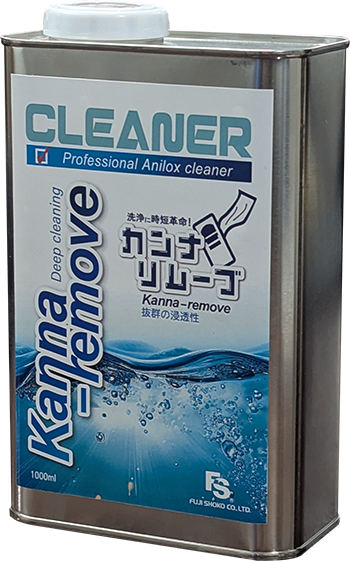 CLEANER
Professional Anilox cleaner
Kanna
-remove
Deep cleaning
洗浄に時短革命!
カンナ
リムーブ
Kanna-remove
抜群の浸透性
1000ml
FS
FUJI SHOKO CO.,LTD.